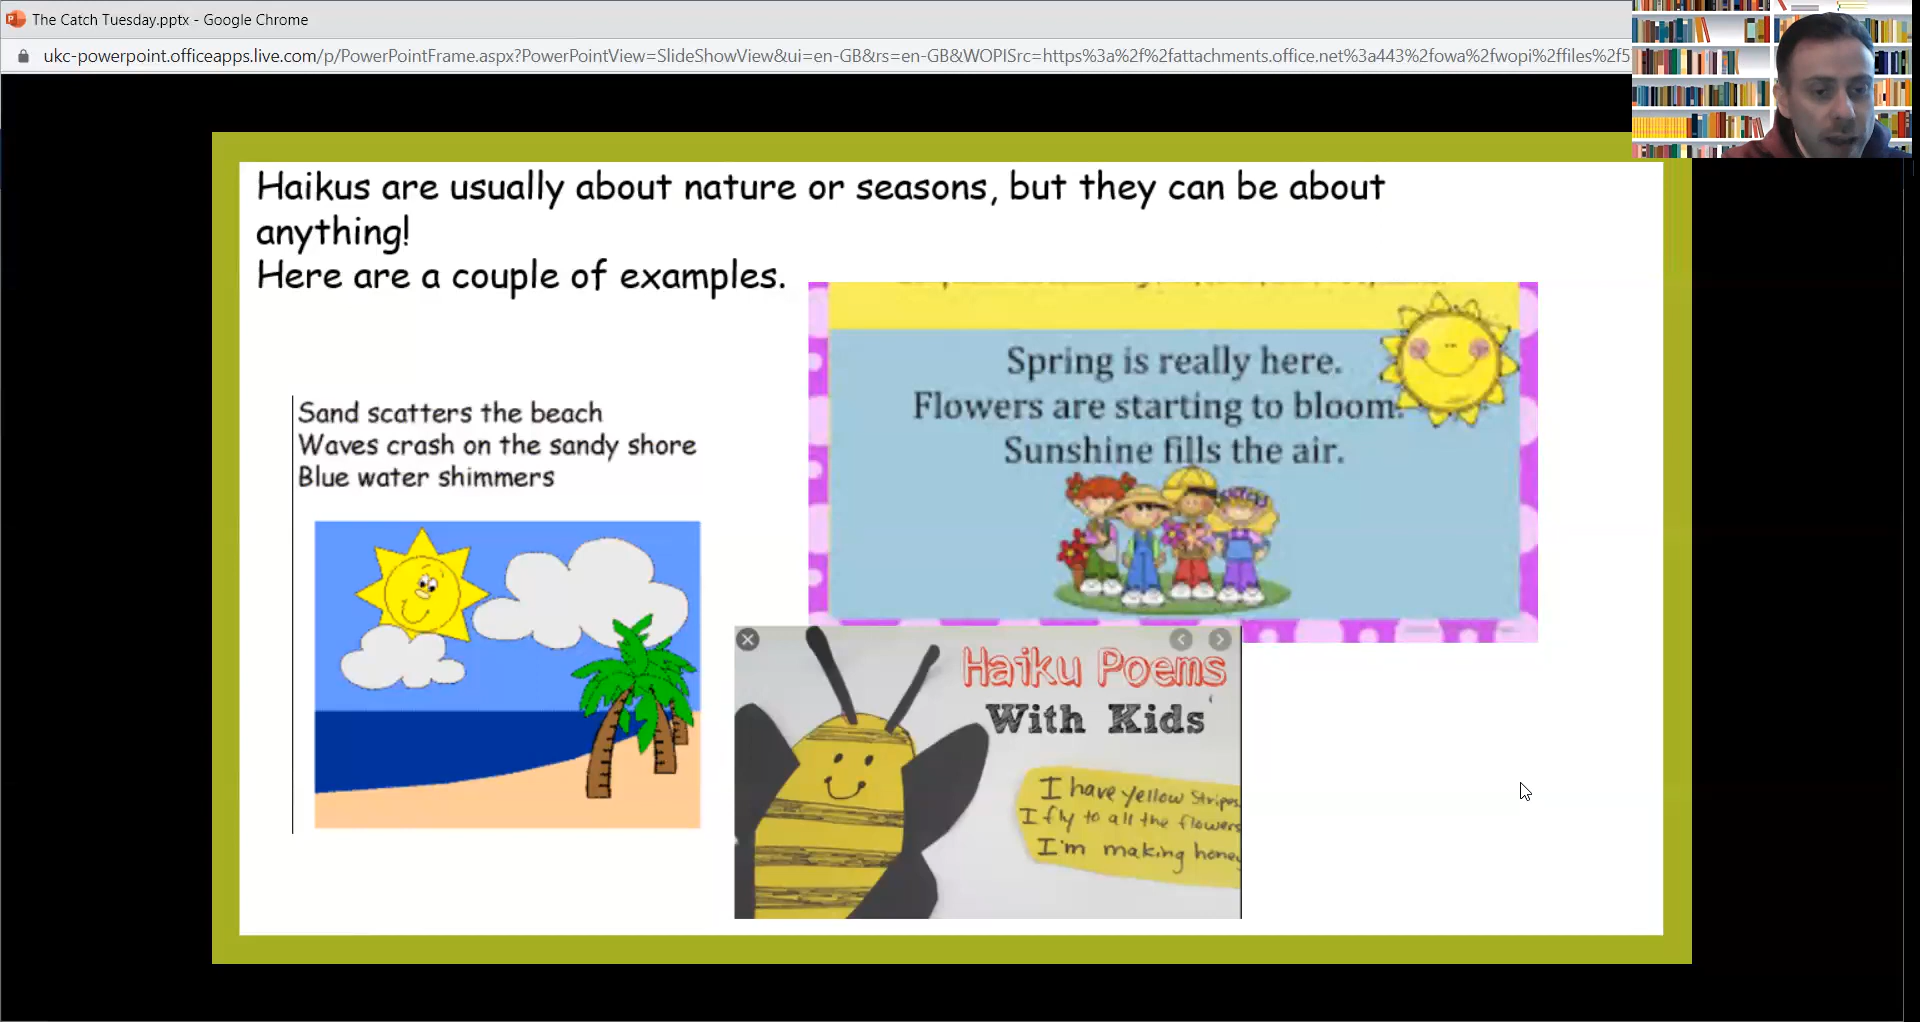 The Catch Tuesday.pptx - Google Chrome
ukc-powerpoint.officeapps.live.com/p/PowerPointFrame.aspx?PowerPointView=SlideShowView&ui=en-GB&rs=en-GB&WOPISrc=https%3a%2f%2fattachments.office.net%3a443%2fowa%2fwopi%2ffiles%2f5
Haikus are usually about nature or seasons, but they can be about
anything!
Here are a couple of examples.
Sand scatters the beach
Waves crash on the sandy shore
Blue water shimmers
Spring is really here.
Flowers are starting to bloom.
Sunshine fills the air.
Haiku Poems
With Kids
I have yellow stripes
I fly to all the flowers
I'm making honey